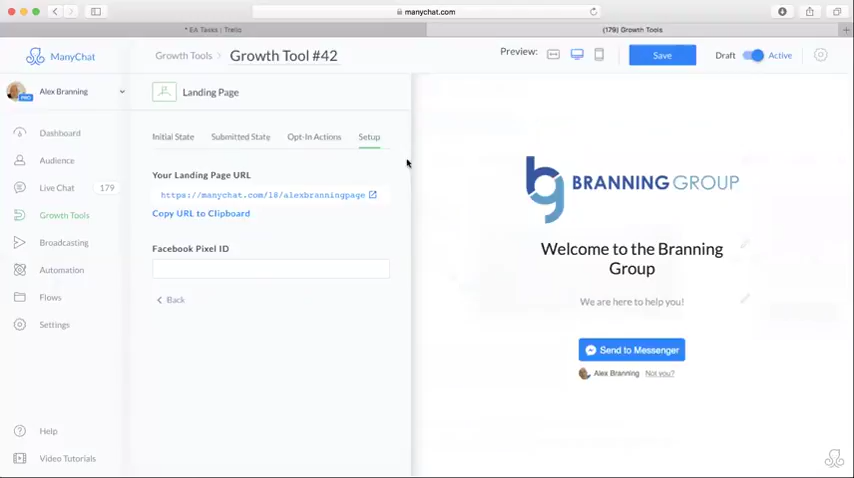 manychat.com
* EA Tasks | Trello
(179) Growth Tools
ManyChat
Growth Tools
Growth Tool #42
Preview:
Save
Draft
Active
Alex Branning
PRO
Landing Page
Dashboard
Audience
Live Chat
179
Growth Tools
Broadcasting
Automation
Flows
Settings
Help
Video Tutorials
Initial State
Submitted State
Opt-In Actions
Setup
Your Landing Page URL
https://manychat.com/l8/alexbranningpage
Copy URL to Clipboard
Facebook Pixel ID
Back
bg BRANNING GROUP
Welcome to the Branning
Group
We are here to help you!
Send to Messenger
Alex Branning Not you?